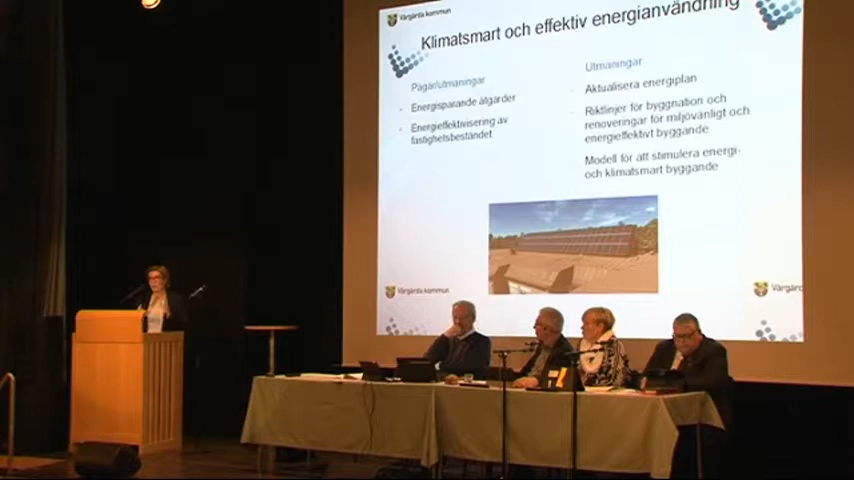 Vårgårda kommun
Klimatsmart och effektiv energianvändning
Pågår/utmaningar
- Energisparande åtgärder
- Energieffektivisering av
fastighetsbeståndet
Utmaningar
- Aktualisera energiplan
- Riktlinjer för byggnation och
renoveringar för miljövänligt och
energieffektivt byggande
Modell för att stimulera energi-
och klimatsmart byggande
Vårgårda kommun
Vårgård